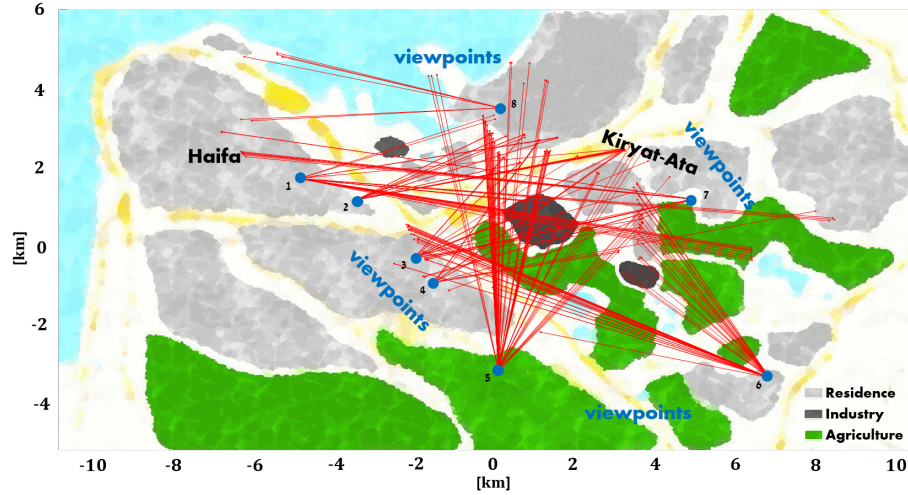 6
4
2
0
-2
-4
[km]
viewpoints
8
Haifa
Kiryat-Ata
viewpoints
1
2
7
3
4
viewpoints
5
6
viewpoints
Residence
Industry
Agriculture
-10 -8 -6 -4 -2 0 2 4 6 8 10
[km]